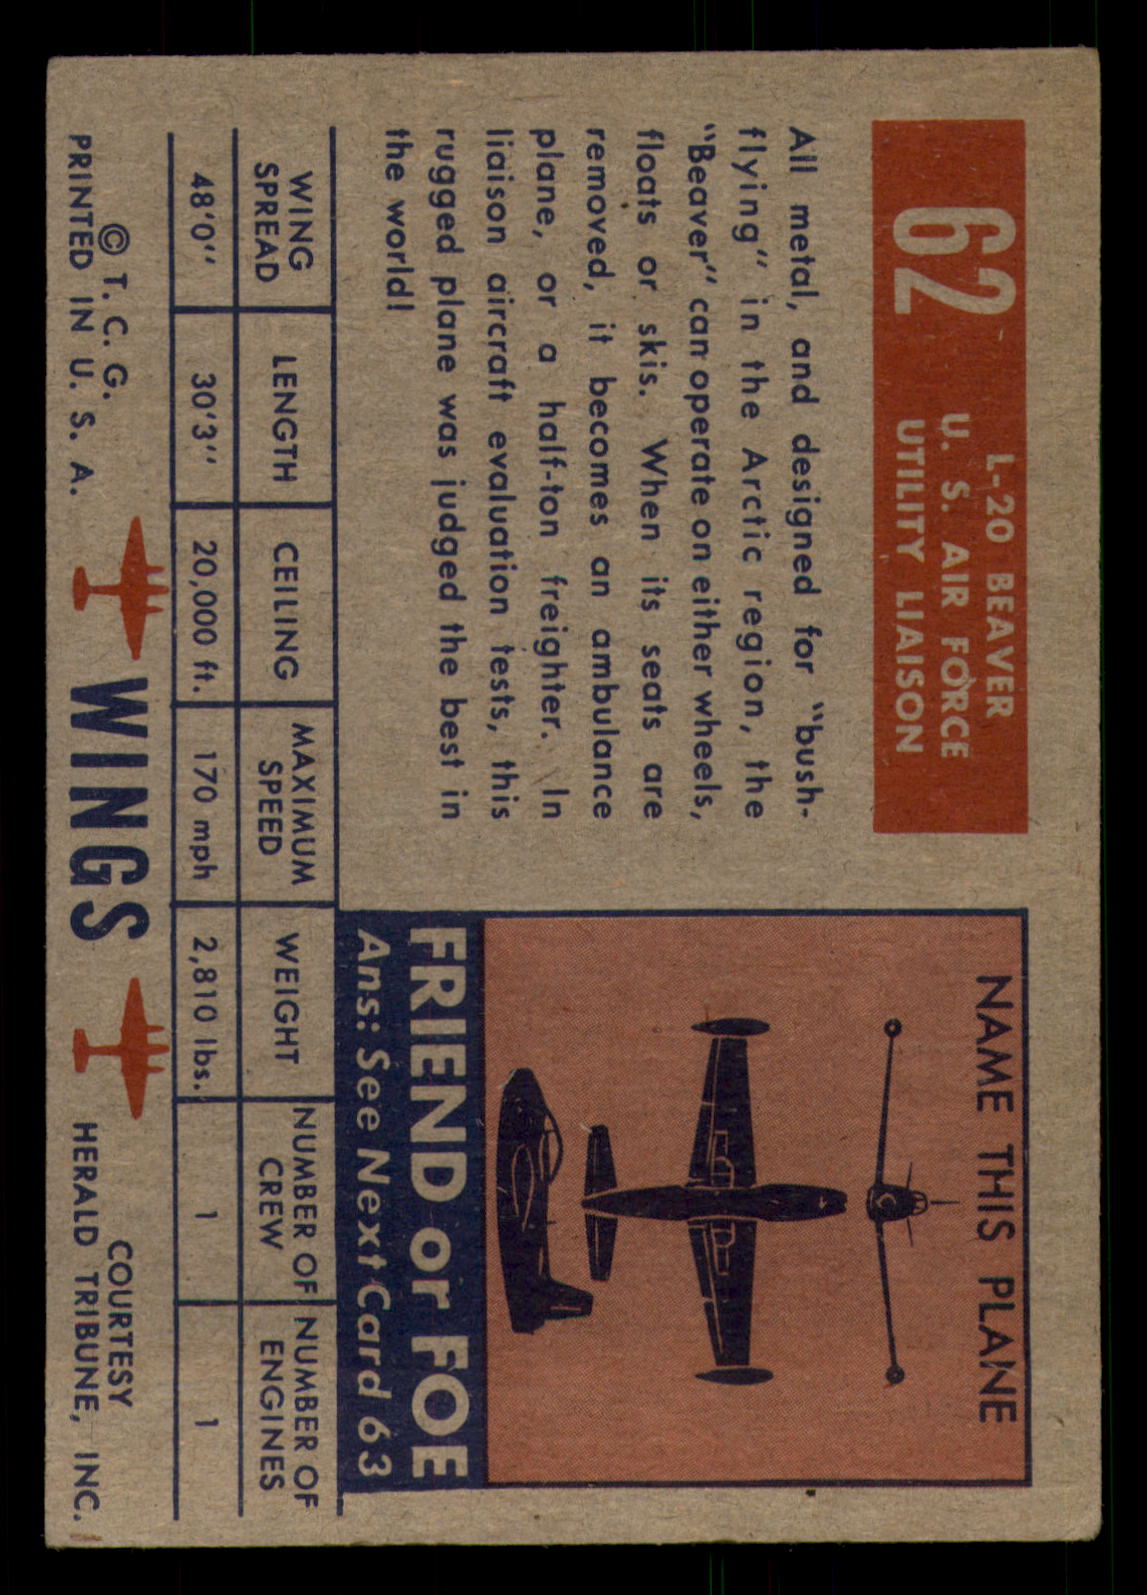 62
L-20 BEAVER
U. S. AIR FORCE
UTILITY LIAISON
All metal, and designed for "bush-
flying" in the Arctic region, the
"Beaver" can operate on either wheels,
floats or skis. When its seats are
removed, it becomes an ambulance
plane, or a half-ton freighter. In
liaison aircraft evaluation tests, this
rugged plane was judged the best in
the world!
NAME THIS PLANE
FRIEND or FOE
Ans: See Next Card 63
WING SPREAD LENGTH CEILING MAXIMUM SPEED WEIGHT NUMBER OF CREW NUMBER OF ENGINES
48'0" 30'3" 20,000 ft. 170 mph 2,810 lbs. 1 1
© T. C. G.
PRINTED IN U. S. A.
WINGS
COURTESY
HERALD TRIBUNE, INC.